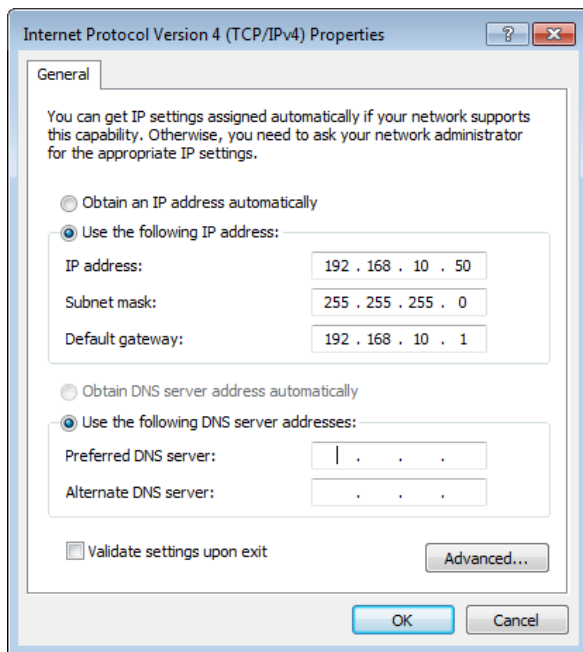 Internet Protocol Version 4 (TCP/IPv4) Properties
General
You can get IP settings assigned automatically if your network supports
this capability. Otherwise, you need to ask your network administrator
for the appropriate IP settings.
Obtain an IP address automatically
Use the following IP address:
IP address: 192 . 168 . 10 . 50
Subnet mask: 255 . 255 . 255 . 0
Default gateway: 192 . 168 . 10 . 1
Obtain DNS server address automatically
Use the following DNS server addresses:
Preferred DNS server: . . .
Alternate DNS server: . . .
Validate settings upon exit
Advanced...
OK Cancel